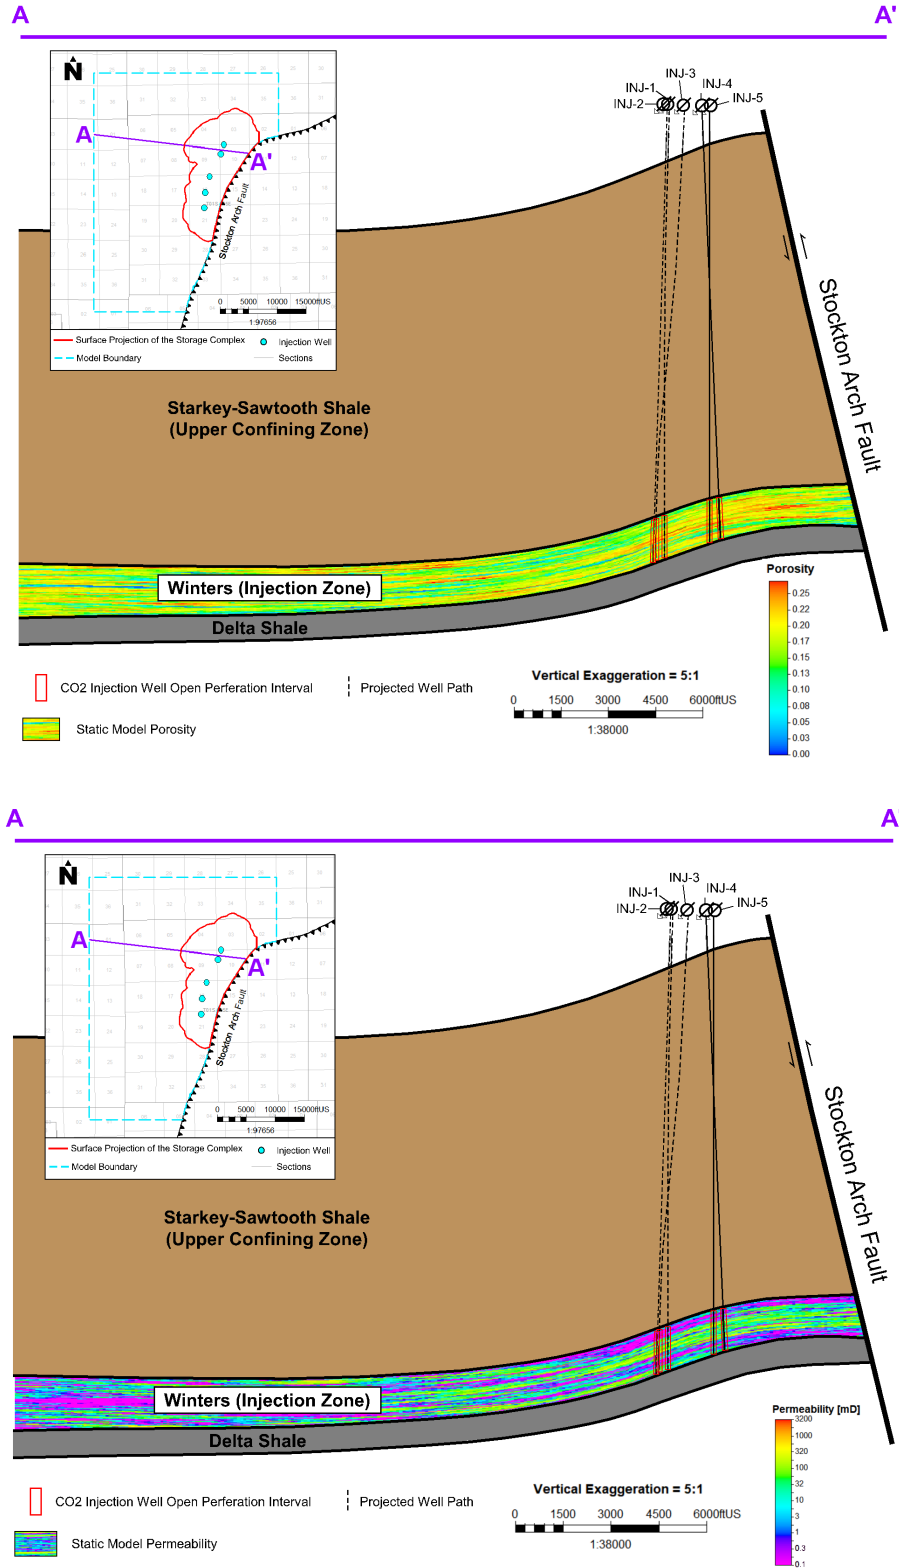 A A'
N
A
A'
Stockton Arch Fault
0 5000 10000 15000ftUS
1:97656
Surface Projection of the Storage Complex
Injection Well
Model Boundary
Sections
INJ-3
INJ-1
INJ-4
INJ-2
INJ-5
Stockton Arch Fault
Starkey-Sawtooth Shale
(Upper Confining Zone)
Winters (Injection Zone)
Delta Shale
Porosity
0.25
0.22
0.20
0.17
0.15
0.13
0.10
0.08
0.05
0.03
0.00
CO2 Injection Well Open Perferation Interval
Projected Well Path
Static Model Porosity
Vertical Exaggeration = 5:1
0 1500 3000 4500 6000ftUS
1:38000
A A'
N
A
A'
Stockton Arch Fault
0 5000 10000 15000ftUS
1:97656
Surface Projection of the Storage Complex
Injection Well
Model Boundary
Sections
INJ-3
INJ-1
INJ-4
INJ-2
INJ-5
Stockton Arch Fault
Starkey-Sawtooth Shale
(Upper Confining Zone)
Winters (Injection Zone)
Delta Shale
Permeability [mD]
3200
1000
320
100
32
10
3
1
0.3
0.1
CO2 Injection Well Open Perferation Interval
Projected Well Path
Static Model Permeability
Vertical Exaggeration = 5:1
0 1500 3000 4500 6000ftUS
1:38000